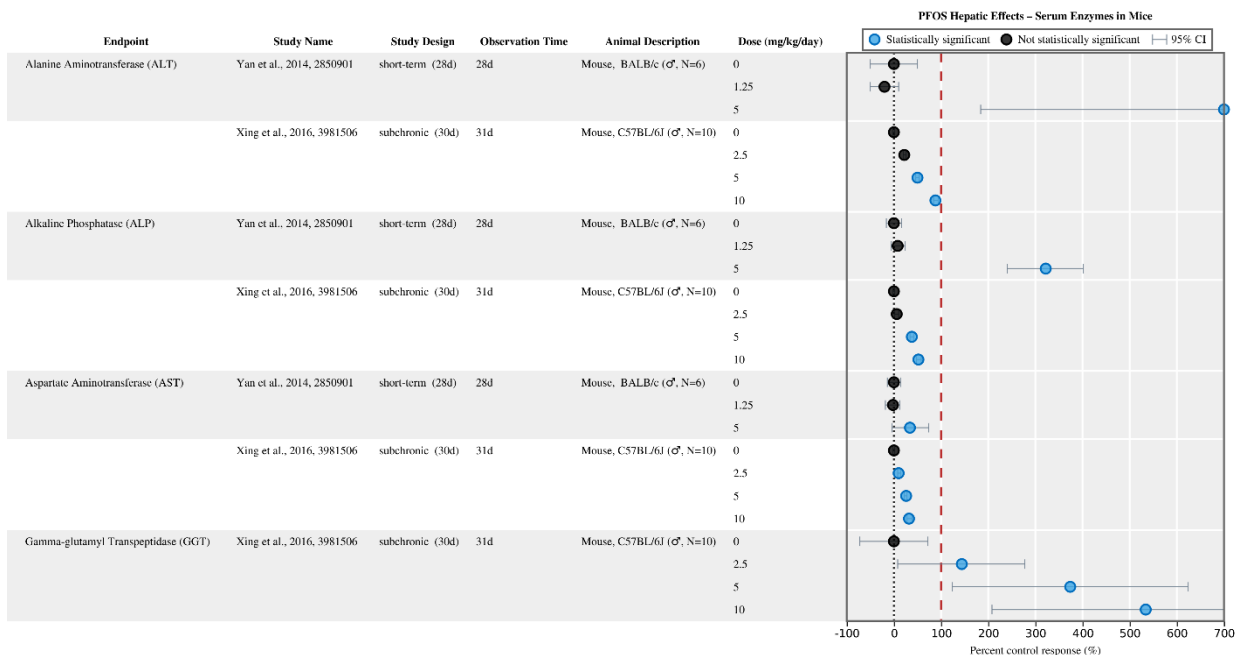 PFOS Hepatic Effects – Serum Enzymes in Mice
Statistically significant Not statistically significant 95% CI
Endpoint Study Name Study Design Observation Time Animal Description Dose (mg/kg/day)
Alanine Aminotransferase (ALT) Yan et al., 2014, 2850901 short-term (28d) 28d Mouse, BALB/c (♂, N=6) 0
1.25
5
Xing et al., 2016, 3981506 subchronic (30d) 31d Mouse, C57BL/6J (♂, N=10) 0
2.5
5
10
Alkaline Phosphatase (ALP) Yan et al., 2014, 2850901 short-term (28d) 28d Mouse, BALB/c (♂, N=6) 0
1.25
5
Xing et al., 2016, 3981506 subchronic (30d) 31d Mouse, C57BL/6J (♂, N=10) 0
2.5
5
10
Aspartate Aminotransferase (AST) Yan et al., 2014, 2850901 short-term (28d) 28d Mouse, BALB/c (♂, N=6) 0
1.25
5
Xing et al., 2016, 3981506 subchronic (30d) 31d Mouse, C57BL/6J (♂, N=10) 0
2.5
5
10
Gamma-glutamyl Transpeptidase (GGT) Xing et al., 2016, 3981506 subchronic (30d) 31d Mouse, C57BL/6J (♂, N=10) 0
2.5
5
10
-100 0 100 200 300 400 500 600 700
Percent control response (%)